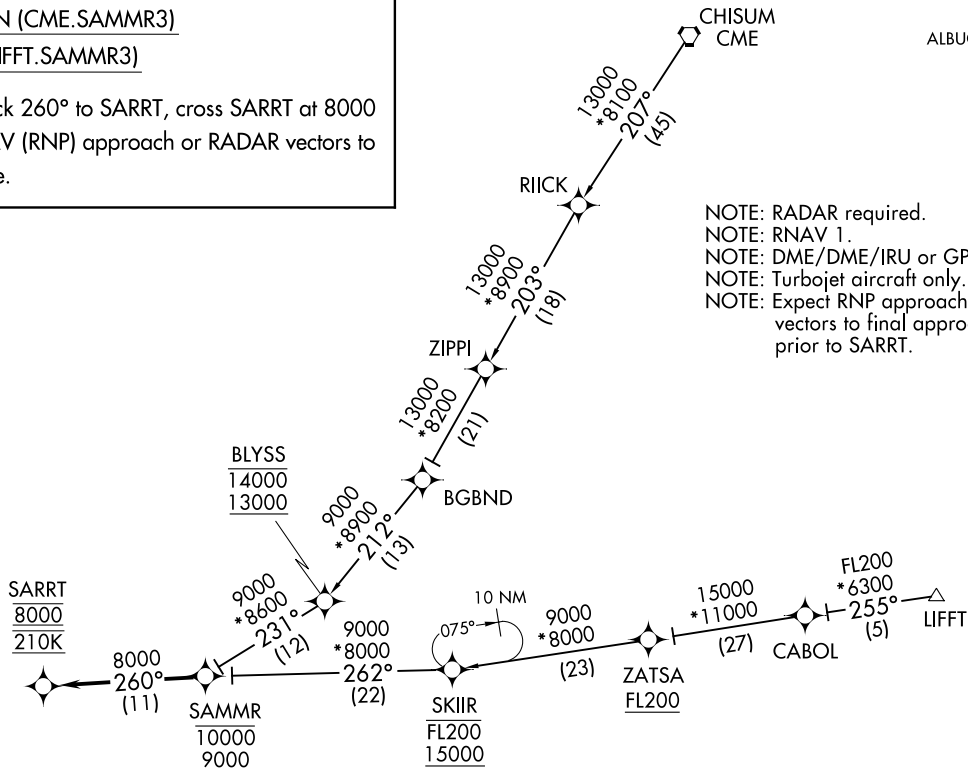 N (CME.SAMMR3)
FFT.SAMMR3)
ck 260° to SARRT, cross SARRT at 8000
AV (RNP) approach or RADAR vectors to
e.
CHISUM
CME
ALBUQ
13000
*8100
207°
(45)
RIICK
NOTE: RADAR required.
NOTE: RNAV 1.
NOTE: DME/DME/IRU or GP
NOTE: Turbojet aircraft only.
NOTE: Expect RNP approach
vectors to final approa
prior to SARRT.
13000
*8900
203°
(18)
ZIPPI
13000
*8200
(21)
BLYSS
14000
13000
BGBND
9000
*8900
212°
(13)
SARRT
8000
210K
9000
*8600
231°
(12)
9000
*8000
262°
(22)
075°
10 NM
9000
*8000
(23)
15000
*11000
(27)
FL200
*6300
255°
(5)
LIFFT
CABOL
ZATSA
FL200
8000
260°
(11)
SAMMR
10000
9000
SKIIR
FL200
15000